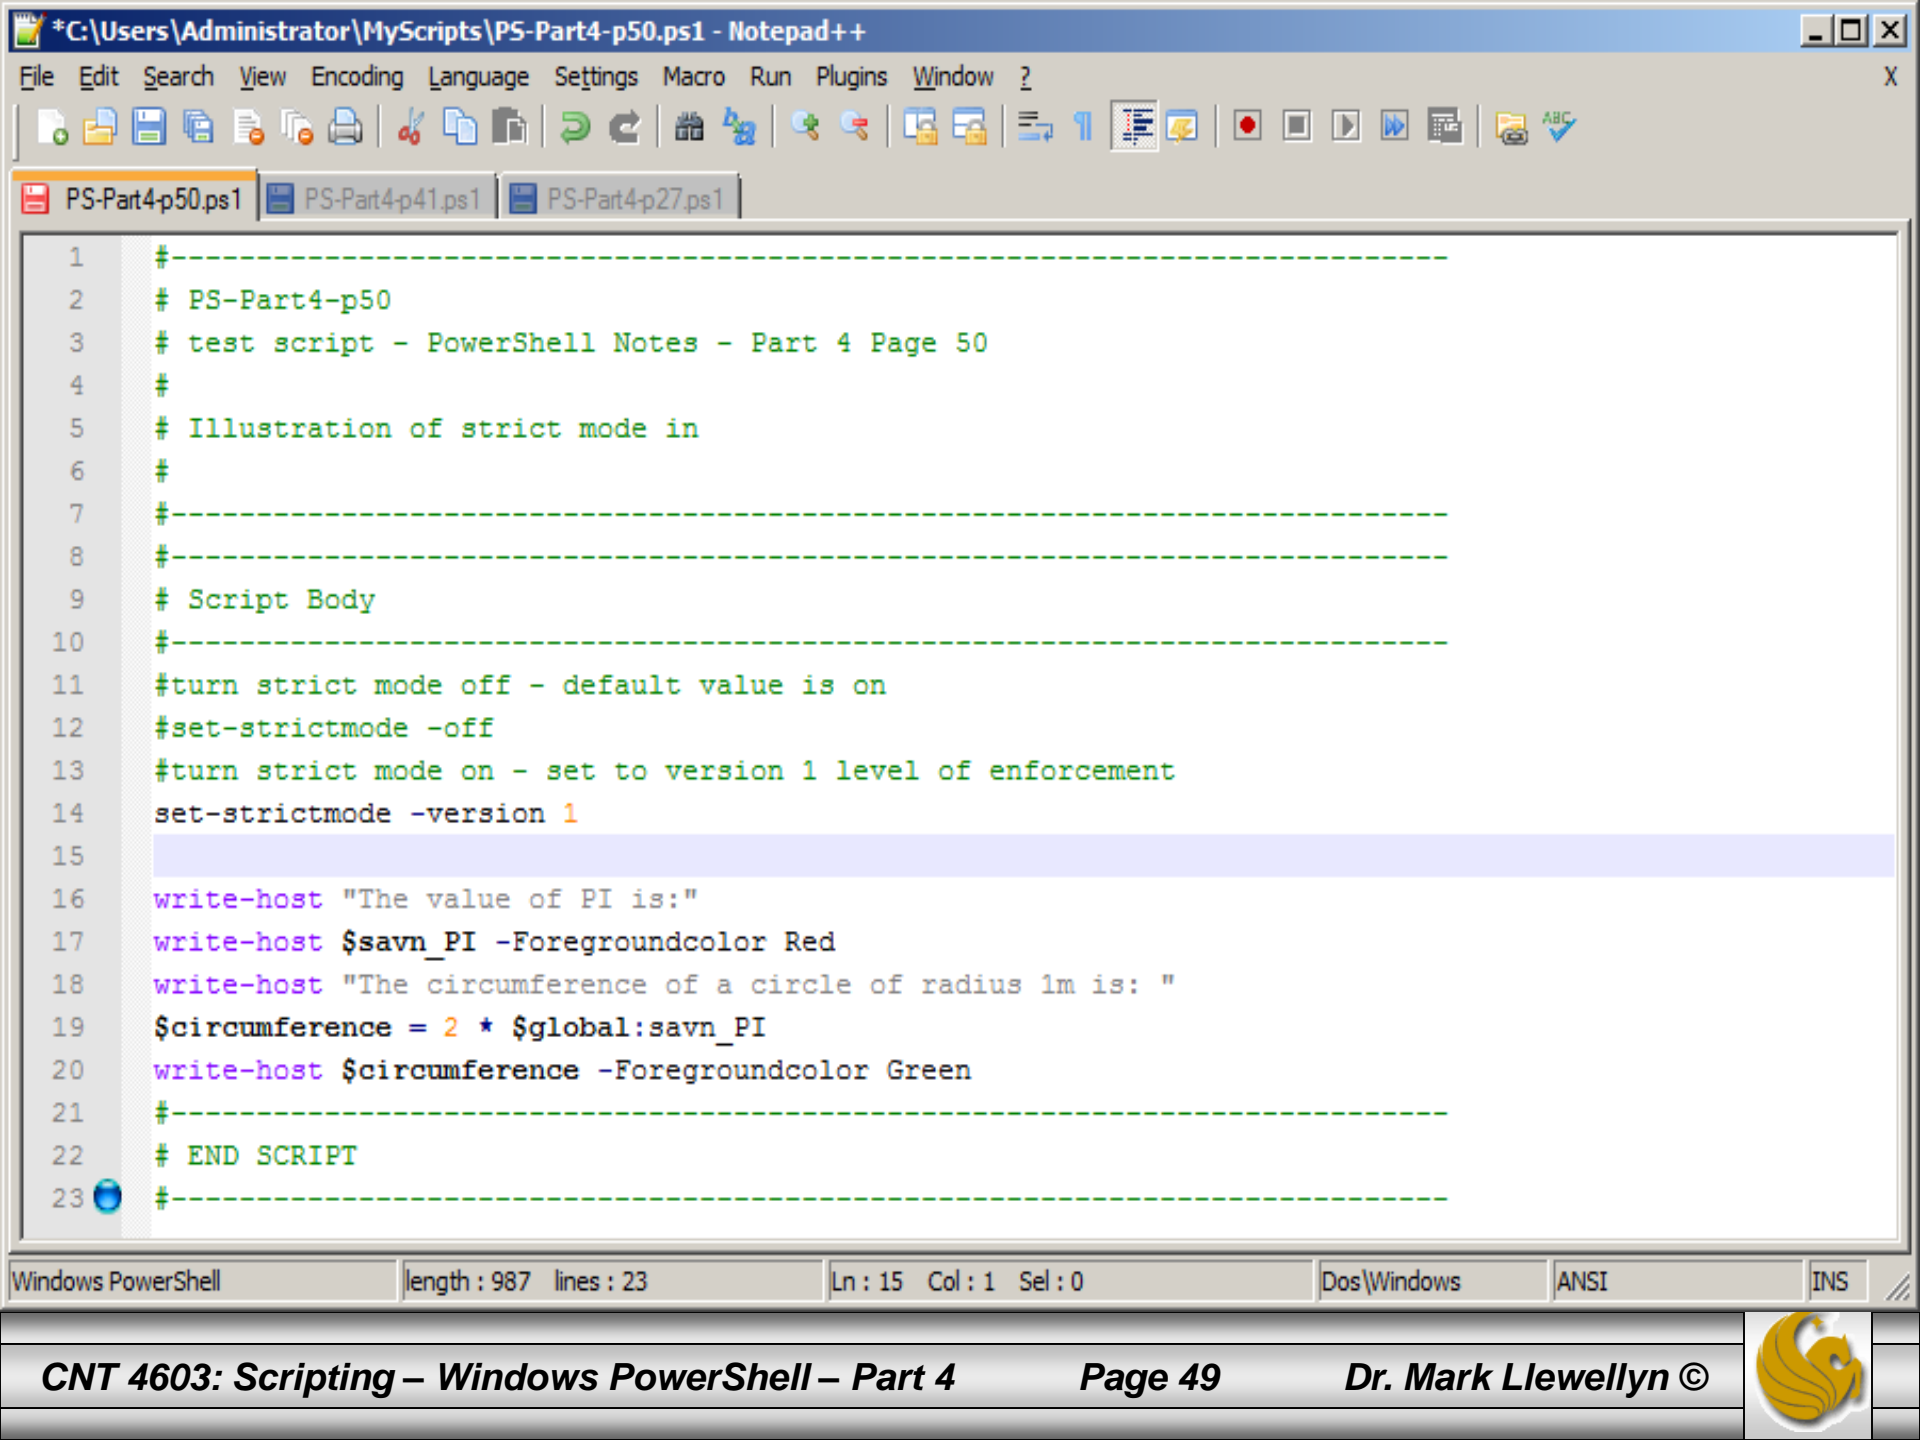 *C:\Users\Administrator\MyScripts\PS-Part4-p50.ps1 - Notepad++
File Edit Search View Encoding Language Settings Macro Run Plugins Window ? X
PS-Part4-p50.ps1 PS-Part4-p41.ps1 PS-Part4-p27.ps1
1 #---------------------------------------------------------------------------
2 # PS-Part4-p50
3 # test script - PowerShell Notes - Part 4 Page 50
4 #
5 # Illustration of strict mode in
6 #
7 #---------------------------------------------------------------------------
8 #---------------------------------------------------------------------------
9 # Script Body
10 #---------------------------------------------------------------------------
11 #turn strict mode off - default value is on
12 #set-strictmode -off
13 #turn strict mode on - set to version 1 level of enforcement
14 set-strictmode -version 1
15
16 write-host "The value of PI is:"
17 write-host $savn_PI -Foregroundcolor Red
18 write-host "The circumference of a circle of radius 1m is: "
19 $circumference = 2 * $global:savn_PI
20 write-host $circumference -Foregroundcolor Green
21 #---------------------------------------------------------------------------
22 # END SCRIPT
23 #---------------------------------------------------------------------------
Windows PowerShell length : 987 lines : 23 Ln : 15 Col : 1 Sel : 0 Dos\Windows ANSI INS
CNT 4603: Scripting – Windows PowerShell – Part 4 Page 49 Dr. Mark Llewellyn ©